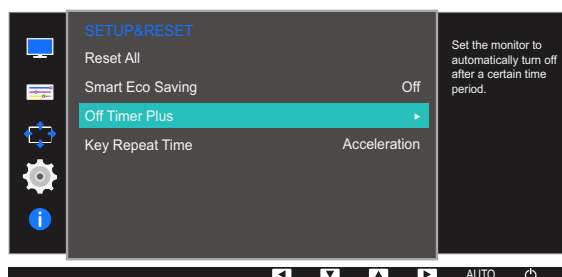 SETUP&RESET
Reset All
Smart Eco Saving Off
Off Timer Plus
Key Repeat Time Acceleration
Set the monitor to
automatically turn off
after a certain time
period.
AUTO